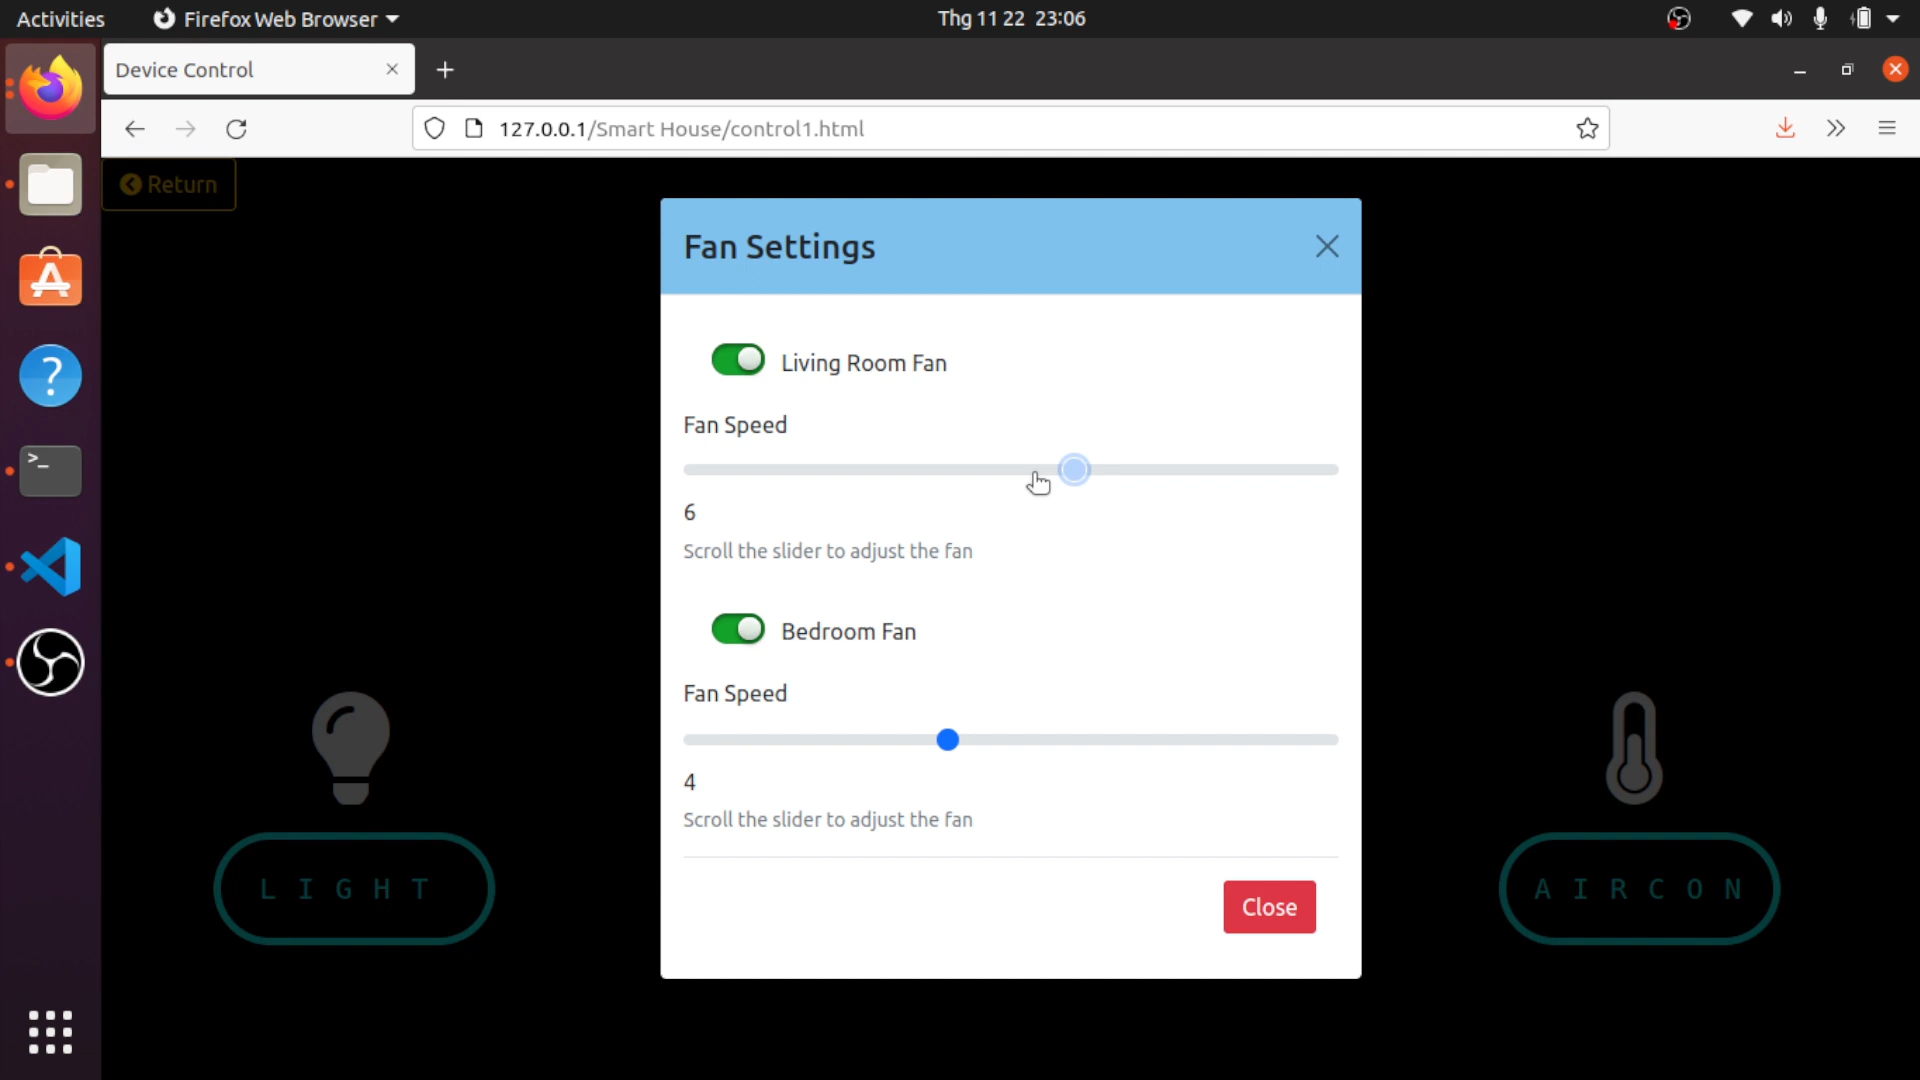 Activities
Firefox Web Browser
Thg 11 22 23:06
Device Control
127.0.0.1/Smart House/control1.html
Return
Fan Settings
Living Room Fan
Fan Speed
6
Scroll the slider to adjust the fan
Bedroom Fan
Fan Speed
4
Scroll the slider to adjust the fan
LIGHT
AIRCON
Close